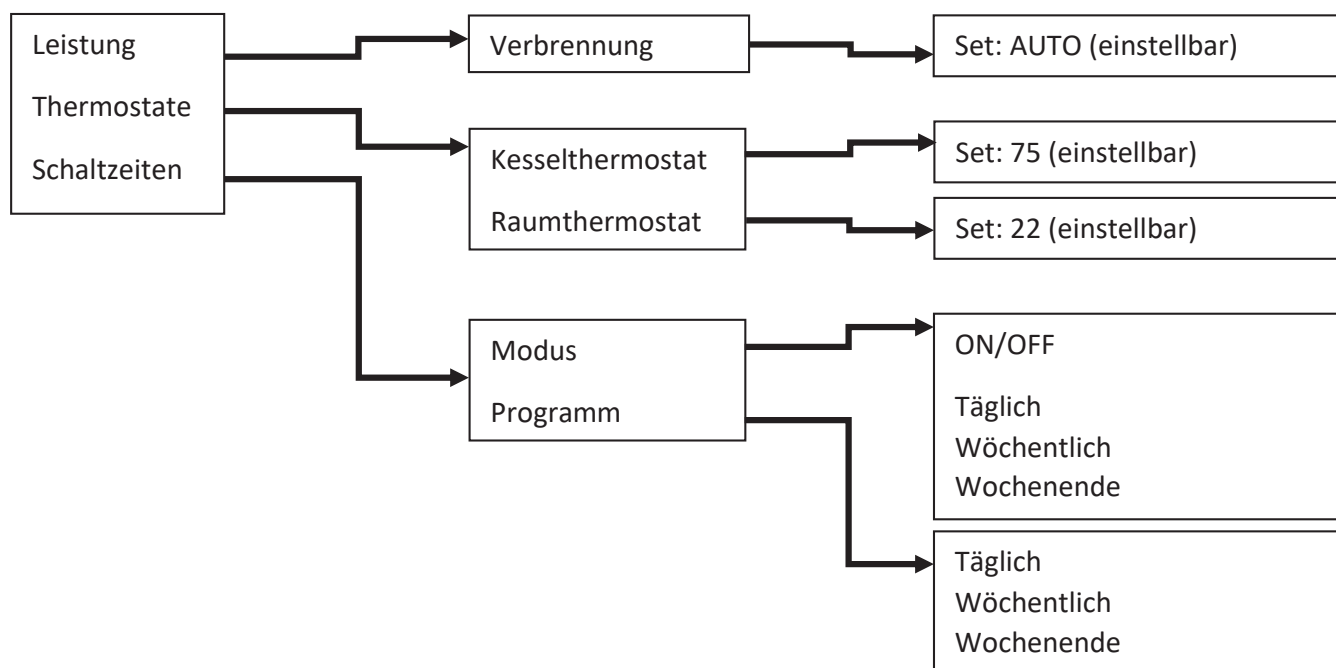 Leistung
Thermostate
Schaltzeiten
Verbrennung
Kesselthermostat
Raumthermostat
Modus
Programm
Set: AUTO (einstellbar)
Set: 75 (einstellbar)
Set: 22 (einstellbar)
ON/OFF
Täglich
Wöchentlich
Wochenende
Täglich
Wöchentlich
Wochenende